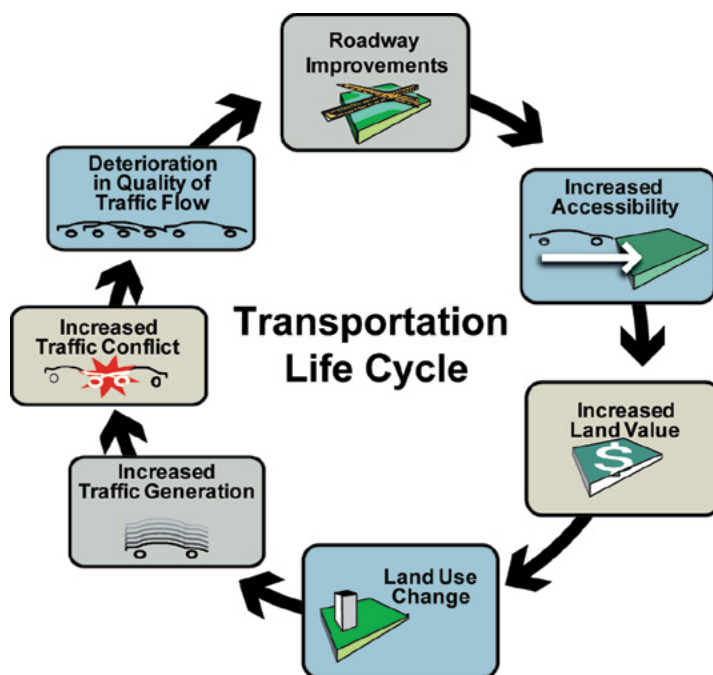 Roadway
Improvements
Increased
Accessibility
Increased
Land Value
$
Land Use
Change
Increased
Traffic Generation
Increased
Traffic Conflict
Deterioration
in Quality of
Traffic Flow
Transportation
Life Cycle